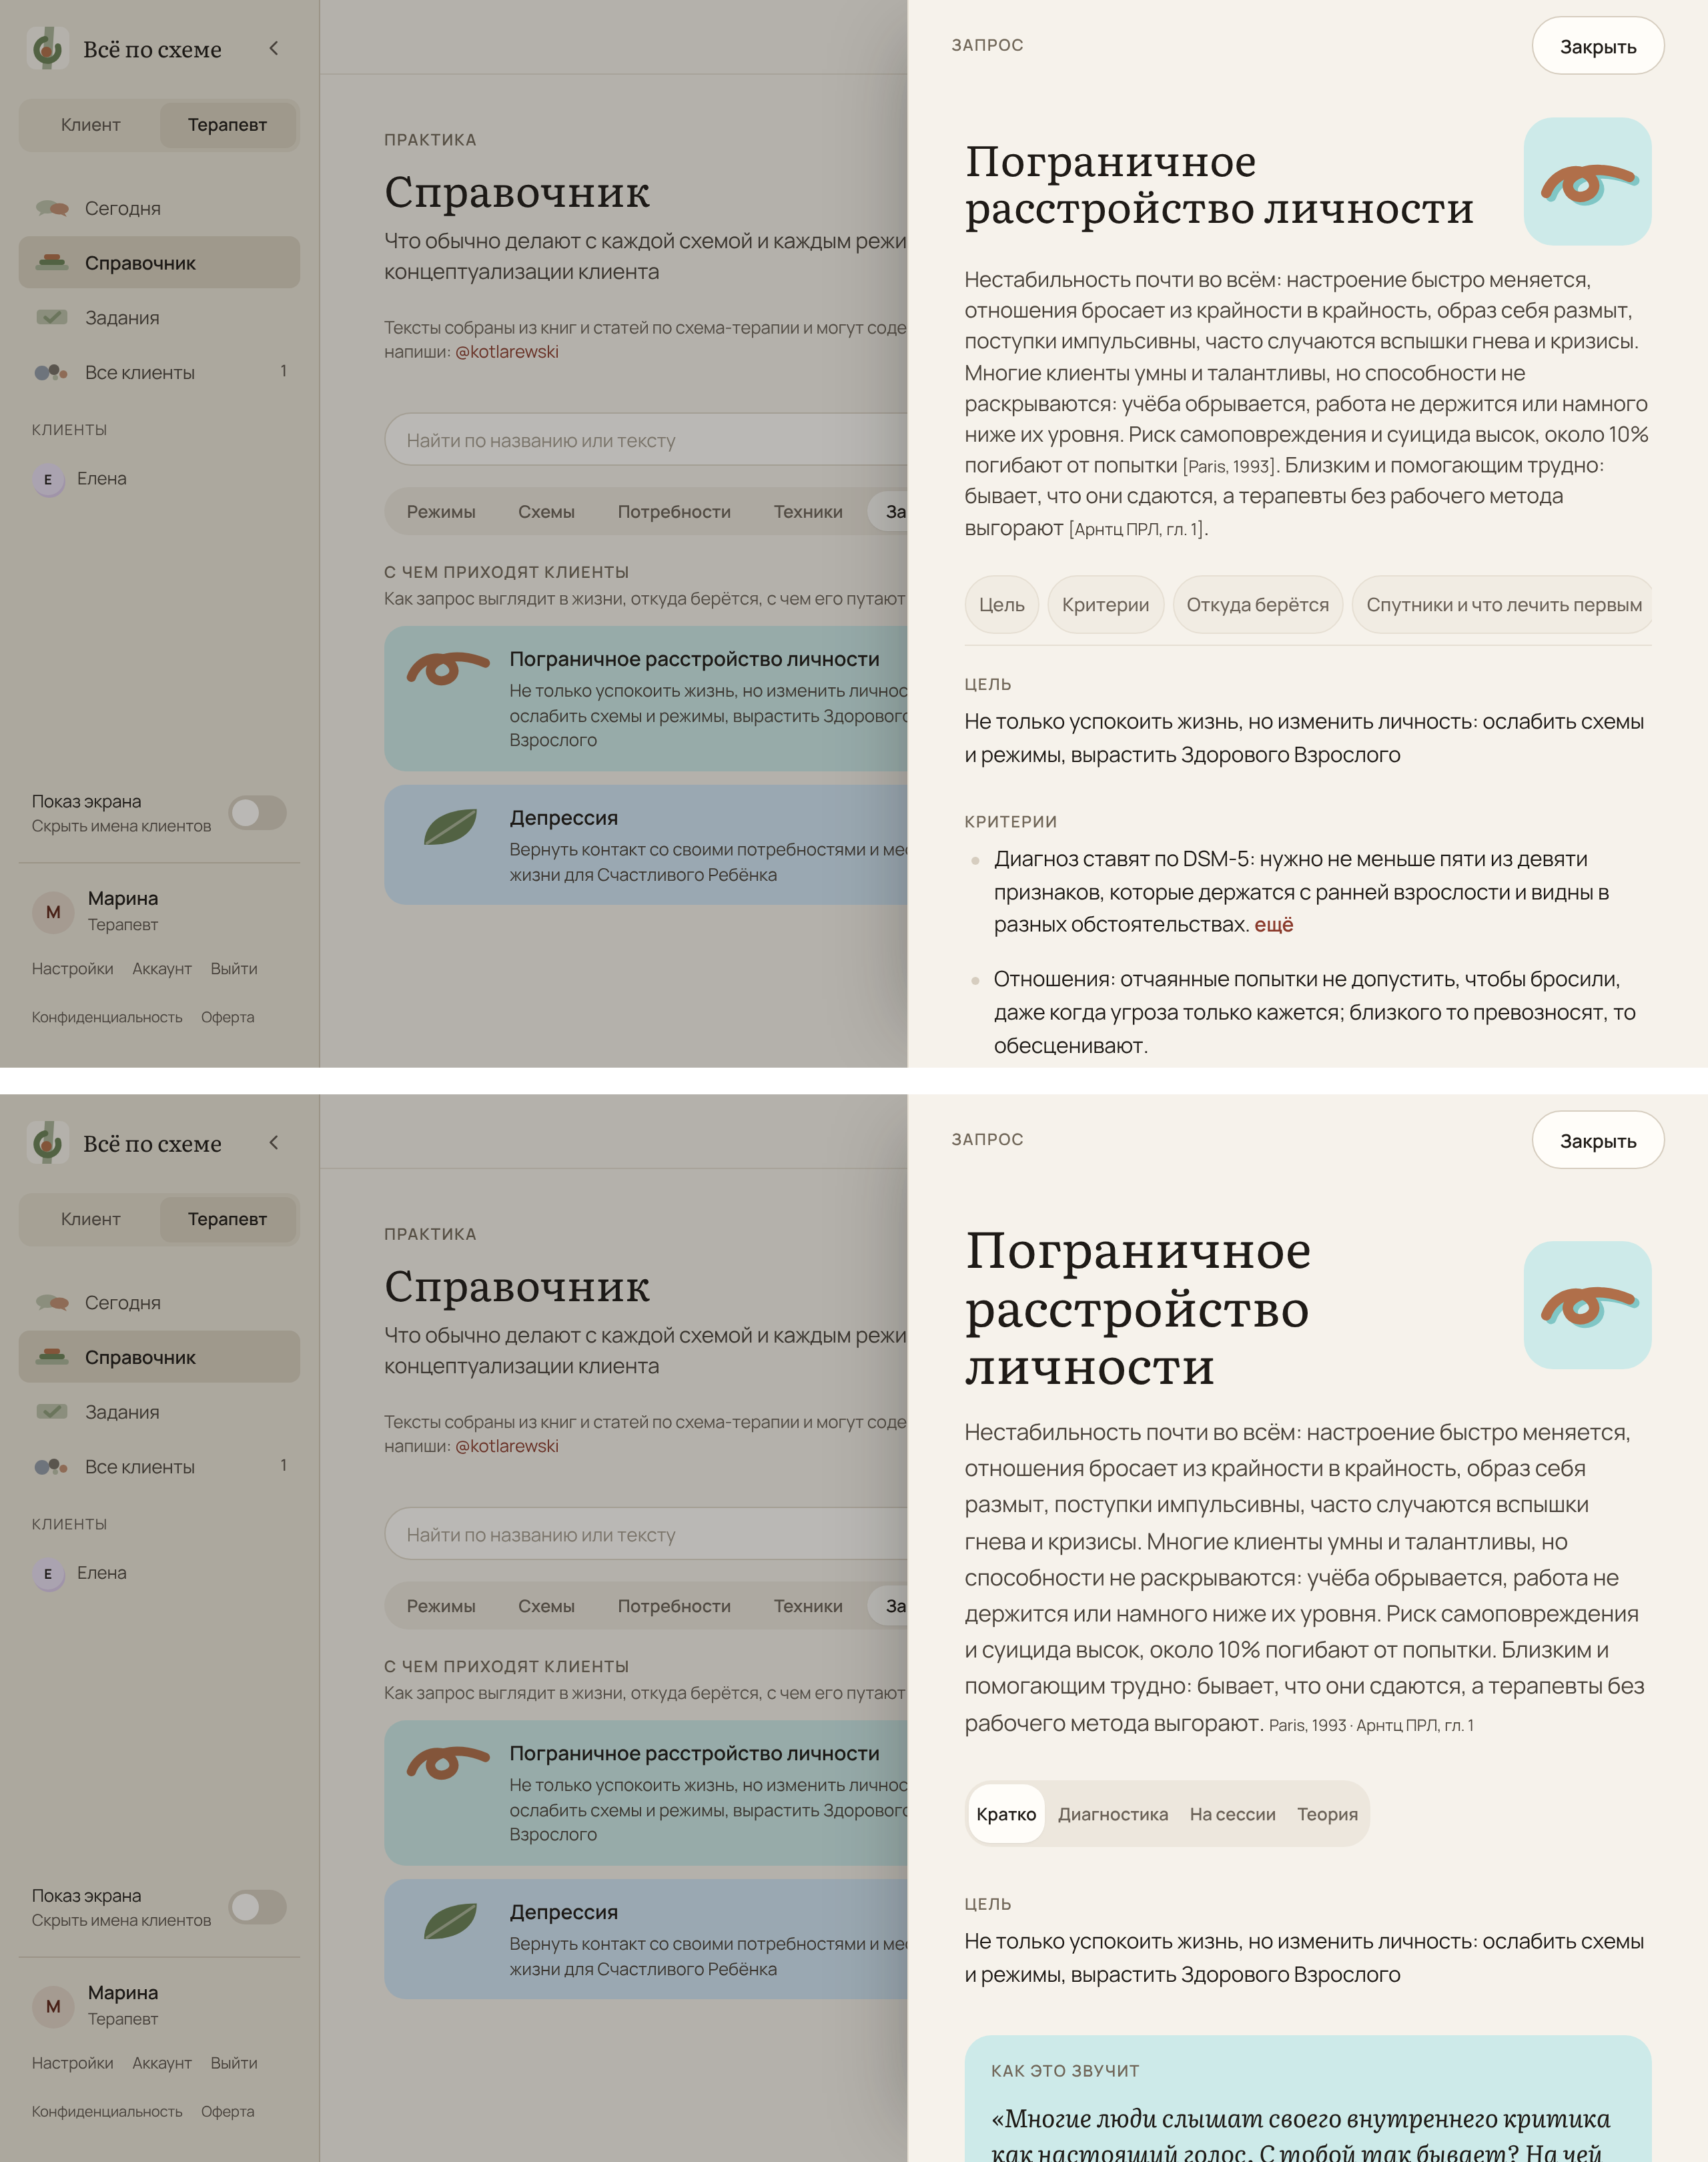 Всё по схеме
Клиент
Терапевт
Сегодня
Справочник
Задания
Все клиенты
1
КЛИЕНТЫ
Е
Елена
Показ экрана
Скрыть имена клиентов
М
Марина
Терапевт
Настройки
Аккаунт
Выйти
Конфиденциальность
Оферта
ПРАКТИКА
Справочник
Что обычно делают с каждой схемой и каждым
концептуализации клиента
Тексты собраны из книг и статей по схема-терапии и могут
напиши: @kotlarewski
Найти по названию или тексту
Режимы
Схемы
Потребности
Техники
С ЧЕМ ПРИХОДЯТ КЛИЕНТЫ
Как запрос выглядит в жизни, откуда берётся, с чем его путают
Пограничное расстройство личности
Не только успокоить жизнь, но изменить
ослабить схемы и режимы, вырастить
Взрослого
Депрессия
Вернуть контакт со своими потребностями и
жизни для Счастливого Ребёнка
ЗАПРОС
Закрыть
Пограничное
расстройство личности
Нестабильность почти во всём: настроение быстро меняется,
отношения бросает из крайности в крайность, образ себя размыт,
поступки импульсивны, часто случаются вспышки гнева и кризисы.
Многие клиенты умны и талантливы, но способности не
раскрываются: учёба обрывается, работа не держится или намного
ниже их уровня. Риск самоповреждения и суицида высок, около 10%
погибают от попытки [Paris, 1993]. Близким и помогающим трудно:
бывает, что они сдаются, а терапевты без рабочего метода
выгорают [Арнтц ПРЛ, гл. 1].
Цель
Критерии
Откуда берётся
Спутники и что лечить первым
ЦЕЛЬ
Не только успокоить жизнь, но изменить личность: ослабить схемы
и режимы, вырастить Здорового Взрослого
КРИТЕРИИ
Диагноз ставят по DSM-5: нужно не меньше пяти из девяти
признаков, которые держатся с ранней взрослости и видны в
разных обстоятельствах. ещё
Отношения: отчаянные попытки не допустить, чтобы бросили,
даже когда угроза только кажется; близкого то превозносят, то
обесценивают.
Всё по схеме
Клиент
Терапевт
Сегодня
Справочник
Задания
Все клиенты
1
КЛИЕНТЫ
Е
Елена
Показ экрана
Скрыть имена клиентов
М
Марина
Терапевт
Настройки
Аккаунт
Выйти
Конфиденциальность
Оферта
ПРАКТИКА
Справочник
Что обычно делают с каждой схемой и каждым
концептуализации клиента
Тексты собраны из книг и статей по схема-терапии и могут
напиши: @kotlarewski
Найти по названию или тексту
Режимы
Схемы
Потребности
Техники
С ЧЕМ ПРИХОДЯТ КЛИЕНТЫ
Как запрос выглядит в жизни, откуда берётся, с чем его путают
Пограничное расстройство личности
Не только успокоить жизнь, но изменить
ослабить схемы и режимы, вырастить
Взрослого
Депрессия
Вернуть контакт со своими потребностями и
жизни для Счастливого Ребёнка
ЗАПРОС
Закрыть
Пограничное
расстройство
личности
Нестабильность почти во всём: настроение быстро меняется,
отношения бросает из крайности в крайность, образ себя
размыт, поступки импульсивны, часто случаются вспышки
гнева и кризисы. Многие клиенты умны и талантливы, но
способности не раскрываются: учёба обрывается, работа не
держится или намного ниже их уровня. Риск самоповреждения
и суицида высок, около 10% погибают от попытки. Близким и
помогающим трудно: бывает, что они сдаются, а терапевты без
рабочего метода выгорают. Paris, 1993 · Арнтц ПРЛ, гл. 1
Кратко
Диагностика
На сессии
Теория
ЦЕЛЬ
Не только успокоить жизнь, но изменить личность: ослабить схемы
и режимы, вырастить Здорового Взрослого
КАК ЭТО ЗВУЧИТ
«Многие люди слышат своего внутреннего критика
как настоящий голос. С тобой так бывает? На чей